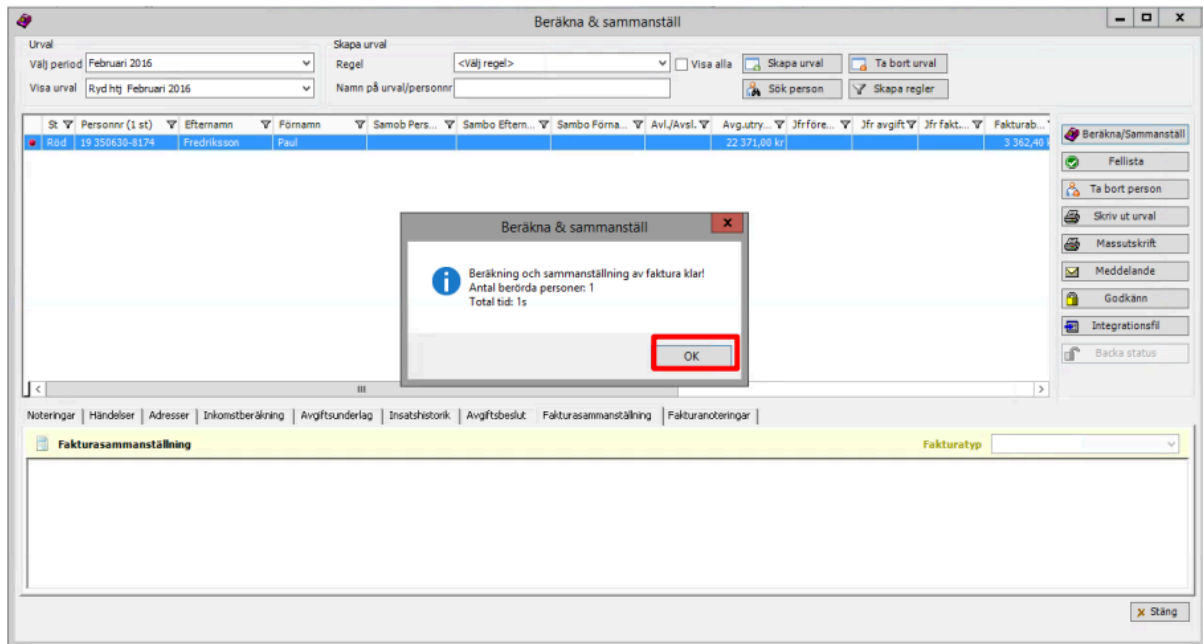 Beräkna & sammanställ
Urval
Skapa urval
Välj period Februari 2016
Regel <Välj regel> Visa alla Skapa urval Ta bort urval
Visa urval Ryd htj Februari 2016
Namn på urval/personnr Sök person Skapa regler
St Personnr (1 st) Efternamn Förnamn Samob Pers... Sambo Eftern... Sambo Förna... Avl./Avsl. Avg.utry... Jfr före... Jfr avgift Jfr fakt.... Fakturab...
Röd 19 350630-8174 Fredriksson Paul 22 371,00 kr 3 362,40
Beräkna/Sammanställ
Fellista
Ta bort person
Skriv ut urval
Massutskrift
Meddelande
Godkänn
Integrationsfil
Backa status
Beräkna & sammanställ
Beräkning och sammanställning av faktura klar!
Antal berörda personer: 1
Total tid: 1s
OK
Noteringar Händelser Adresser Inkomstberäkning Avgiftsunderlag Insatshistorik Avgiftsbeslut Fakturasammanställning Fakturanoteringar
Fakturasammanställning Fakturatyp
Stäng